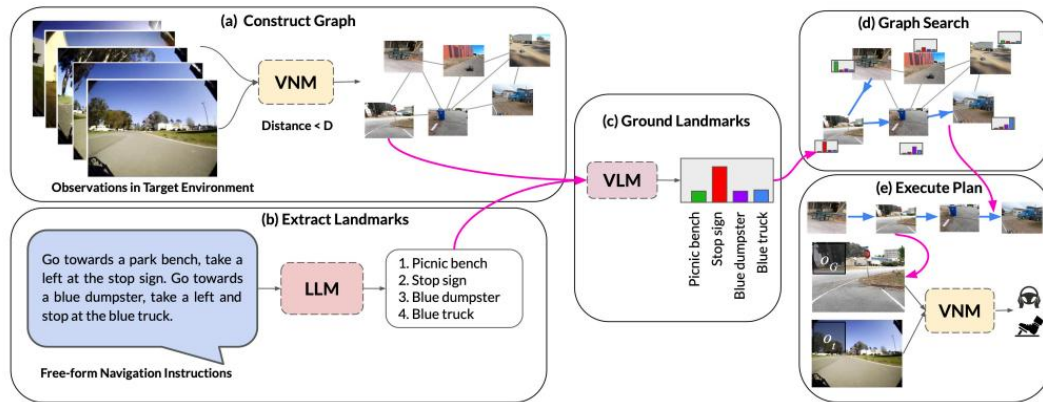 (a) Construct Graph
VNM
Distance < D
Observations in Target Environment
(b) Extract Landmarks
Go towards a park bench, take a
left at the stop sign. Go towards
a blue dumpster, take a left and
stop at the blue truck.
LLM
1. Picnic bench
2. Stop sign
3. Blue dumpster
4. Blue truck
Free-form Navigation Instructions
(c) Ground Landmarks
VLM
Picnic bench
Stop sign
Blue dumpster
Blue truck
(d) Graph Search
(e) Execute Plan
O_G
O_1
VNM